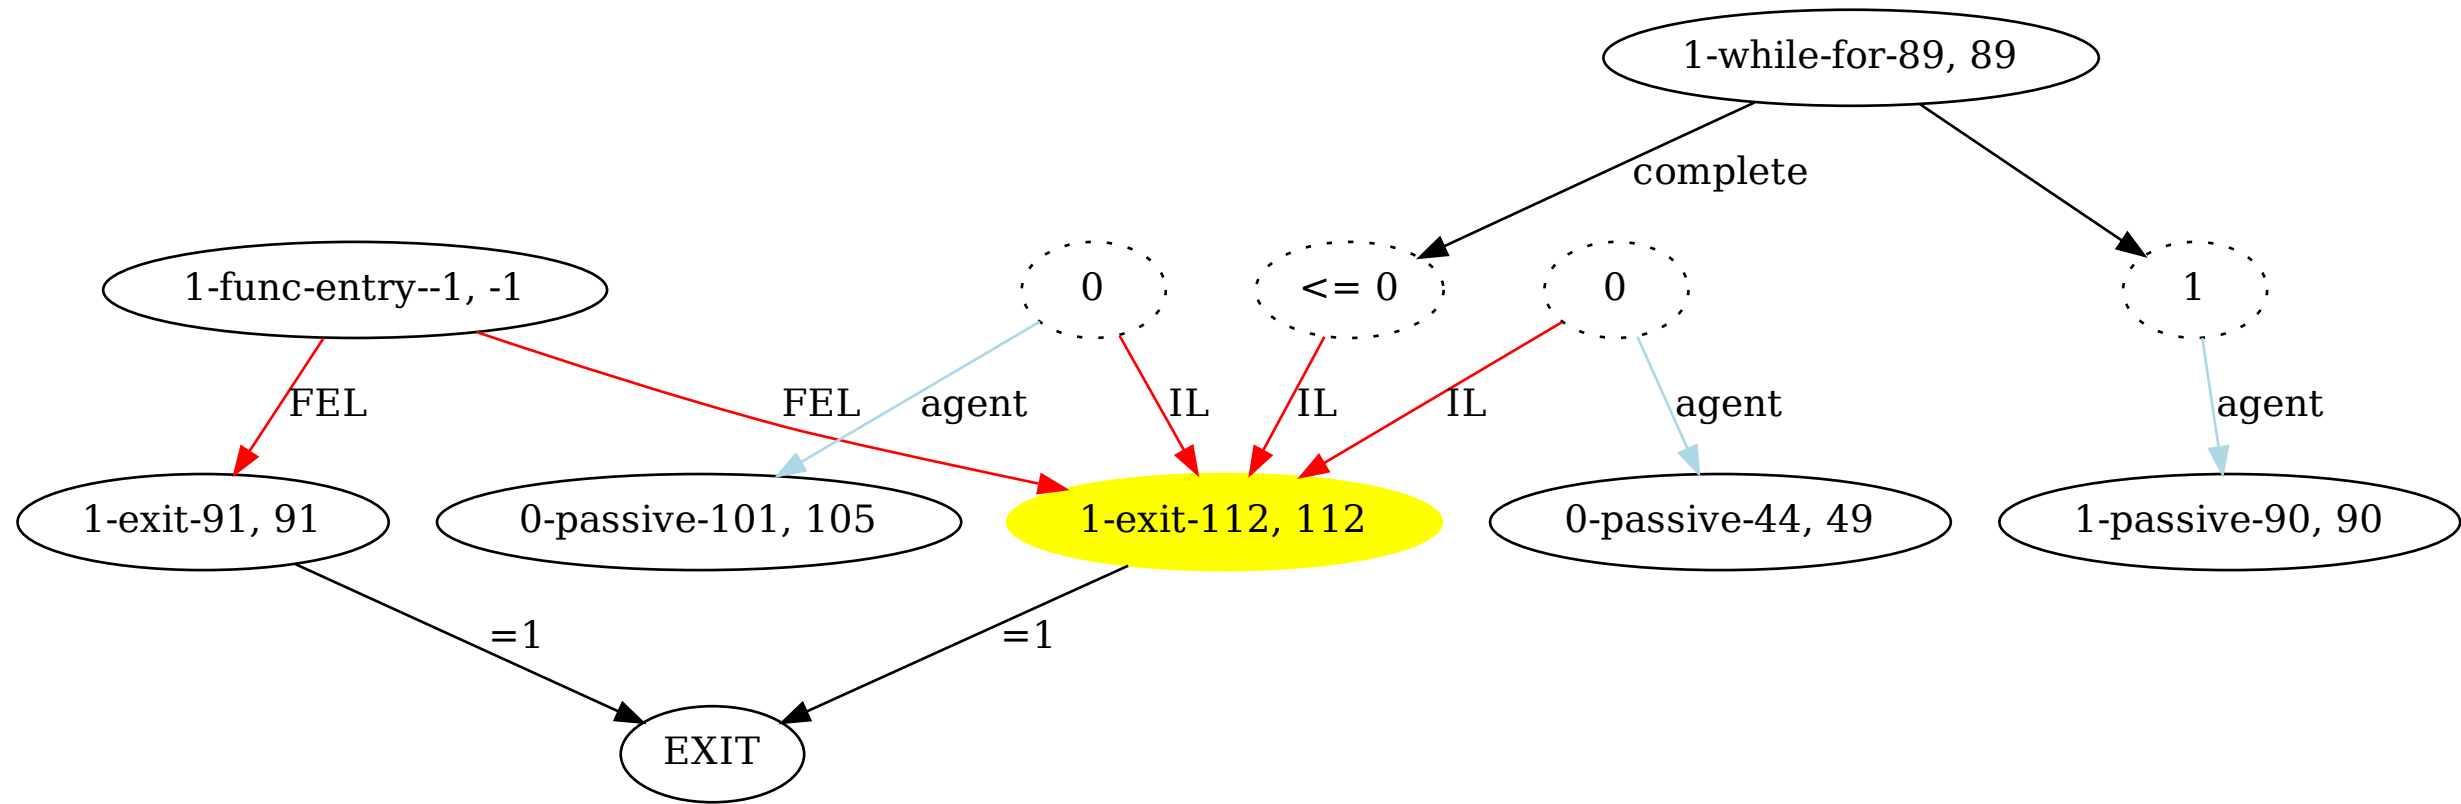 1-while-for-89, 89
complete
1-func-entry--1, -1
0
<= 0
0
1
FEL
FEL
agent
IL
IL
IL
agent
agent
1-exit-91, 91
0-passive-101, 105
1-exit-112, 112
0-passive-44, 49
1-passive-90, 90
=1
=1
EXIT